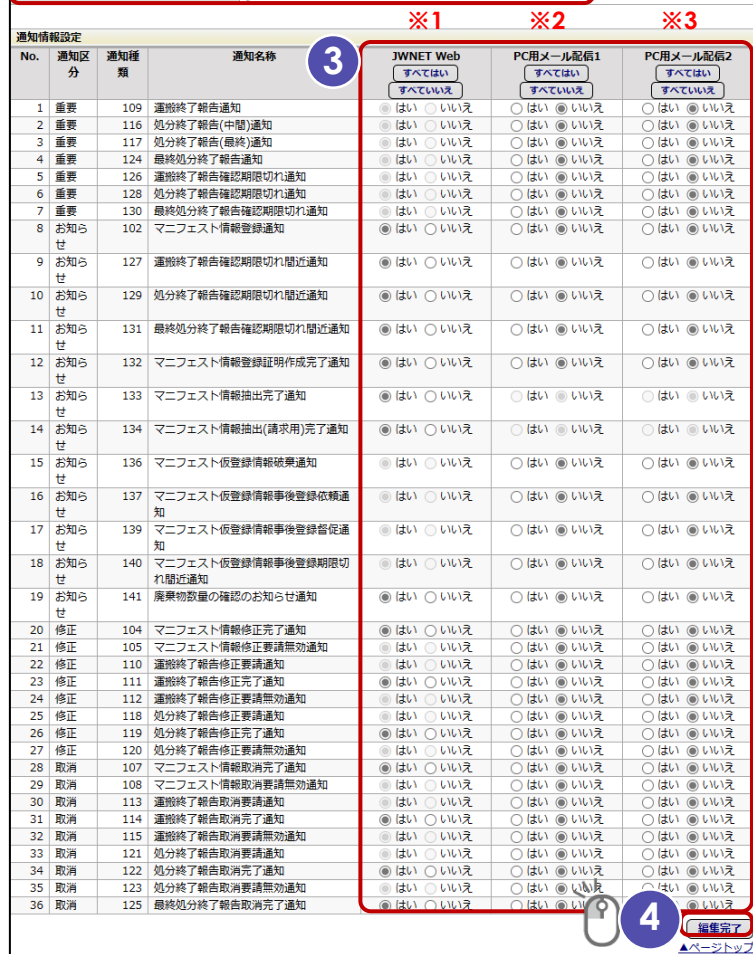 ※1 ※2 ※3
通知情報設定
No. 通知区分 通知種類 通知名称 JWNET Web PC用メール配信1 PC用メール配信2
3
すべてはい すべてはい すべてはい
すべていいえ すべていいえ すべていいえ
1 重要 109 運搬終了報告通知 はい いいえ はい いいえ はい いいえ
2 重要 116 処分終了報告(中間)通知 はい いいえ はい いいえ はい いいえ
3 重要 117 処分終了報告(最終)通知 はい いいえ はい いいえ はい いいえ
4 重要 124 最終処分終了報告通知 はい いいえ はい いいえ はい いいえ
5 重要 126 運搬終了報告確認期限切れ通知 はい いいえ はい いいえ はい いいえ
6 重要 128 処分終了報告確認期限切れ通知 はい いいえ はい いいえ はい いいえ
7 重要 130 最終処分終了報告確認期限切れ通知 はい いいえ はい いいえ はい いいえ
8 お知らせ 102 マニフェスト情報登録通知 はい いいえ はい いいえ はい いいえ
9 お知らせ 127 運搬終了報告確認期限切れ間近通知 はい いいえ はい いいえ はい いいえ
10 お知らせ 129 処分終了報告確認期限切れ間近通知 はい いいえ はい いいえ はい いいえ
11 お知らせ 131 最終処分終了報告確認期限切れ間近通知 はい いいえ はい いいえ はい いいえ
12 お知らせ 132 マニフェスト情報登録証明作成完了通知 はい いいえ はい いいえ はい いいえ
13 お知らせ 133 マニフェスト情報抽出完了通知 はい いいえ はい いいえ はい いいえ
14 お知らせ 134 マニフェスト情報抽出(請求用)完了通知 はい いいえ はい いいえ はい いいえ
15 お知らせ 136 マニフェスト仮登録情報破棄通知 はい いいえ はい いいえ はい いいえ
16 お知らせ 137 マニフェスト仮登録情報事後登録依頼通知 はい いいえ はい いいえ はい いいえ
17 お知らせ 139 マニフェスト仮登録情報事後登録督促通知 はい いいえ はい いいえ はい いいえ
18 お知らせ 140 マニフェスト仮登録情報事後登録期限切れ間近通知 はい いいえ はい いいえ はい いいえ
19 お知らせ 141 廃棄物数量の確認のお知らせ通知 はい いいえ はい いいえ はい いいえ
20 修正 104 マニフェスト情報修正完了通知 はい いいえ はい いいえ はい いいえ
21 修正 105 マニフェスト情報修正要請無効通知 はい いいえ はい いいえ はい いいえ
22 修正 110 運搬終了報告修正要請通知 はい いいえ はい いいえ はい いいえ
23 修正 111 運搬終了報告修正完了通知 はい いいえ はい いいえ はい いいえ
24 修正 112 運搬終了報告修正要請無効通知 はい いいえ はい いいえ はい いいえ
25 修正 118 処分終了報告修正要請通知 はい いいえ はい いいえ はい いいえ
26 修正 119 処分終了報告修正完了通知 はい いいえ はい いいえ はい いいえ
27 修正 120 処分終了報告修正要請無効通知 はい いいえ はい いいえ はい いいえ
28 取消 107 マニフェスト情報取消完了通知 はい いいえ はい いいえ はい いいえ
29 取消 108 マニフェスト情報取消要請無効通知 はい いいえ はい いいえ はい いいえ
30 取消 113 運搬終了報告取消要請通知 はい いいえ はい いいえ はい いいえ
31 取消 114 運搬終了報告取消完了通知 はい いいえ はい いいえ はい いいえ
32 取消 115 運搬終了報告取消要請無効通知 はい いいえ はい いいえ はい いいえ
33 取消 121 処分終了報告取消要請通知 はい いいえ はい いいえ はい いいえ
34 取消 122 処分終了報告取消完了通知 はい いいえ はい いいえ はい いいえ
35 取消 123 処分終了報告取消要請無効通知 はい いいえ はい いいえ はい いいえ
36 取消 125 最終処分終了報告取消完了通知 はい いいえ はい いいえ はい いいえ
4 編集完了
▲ページトップ